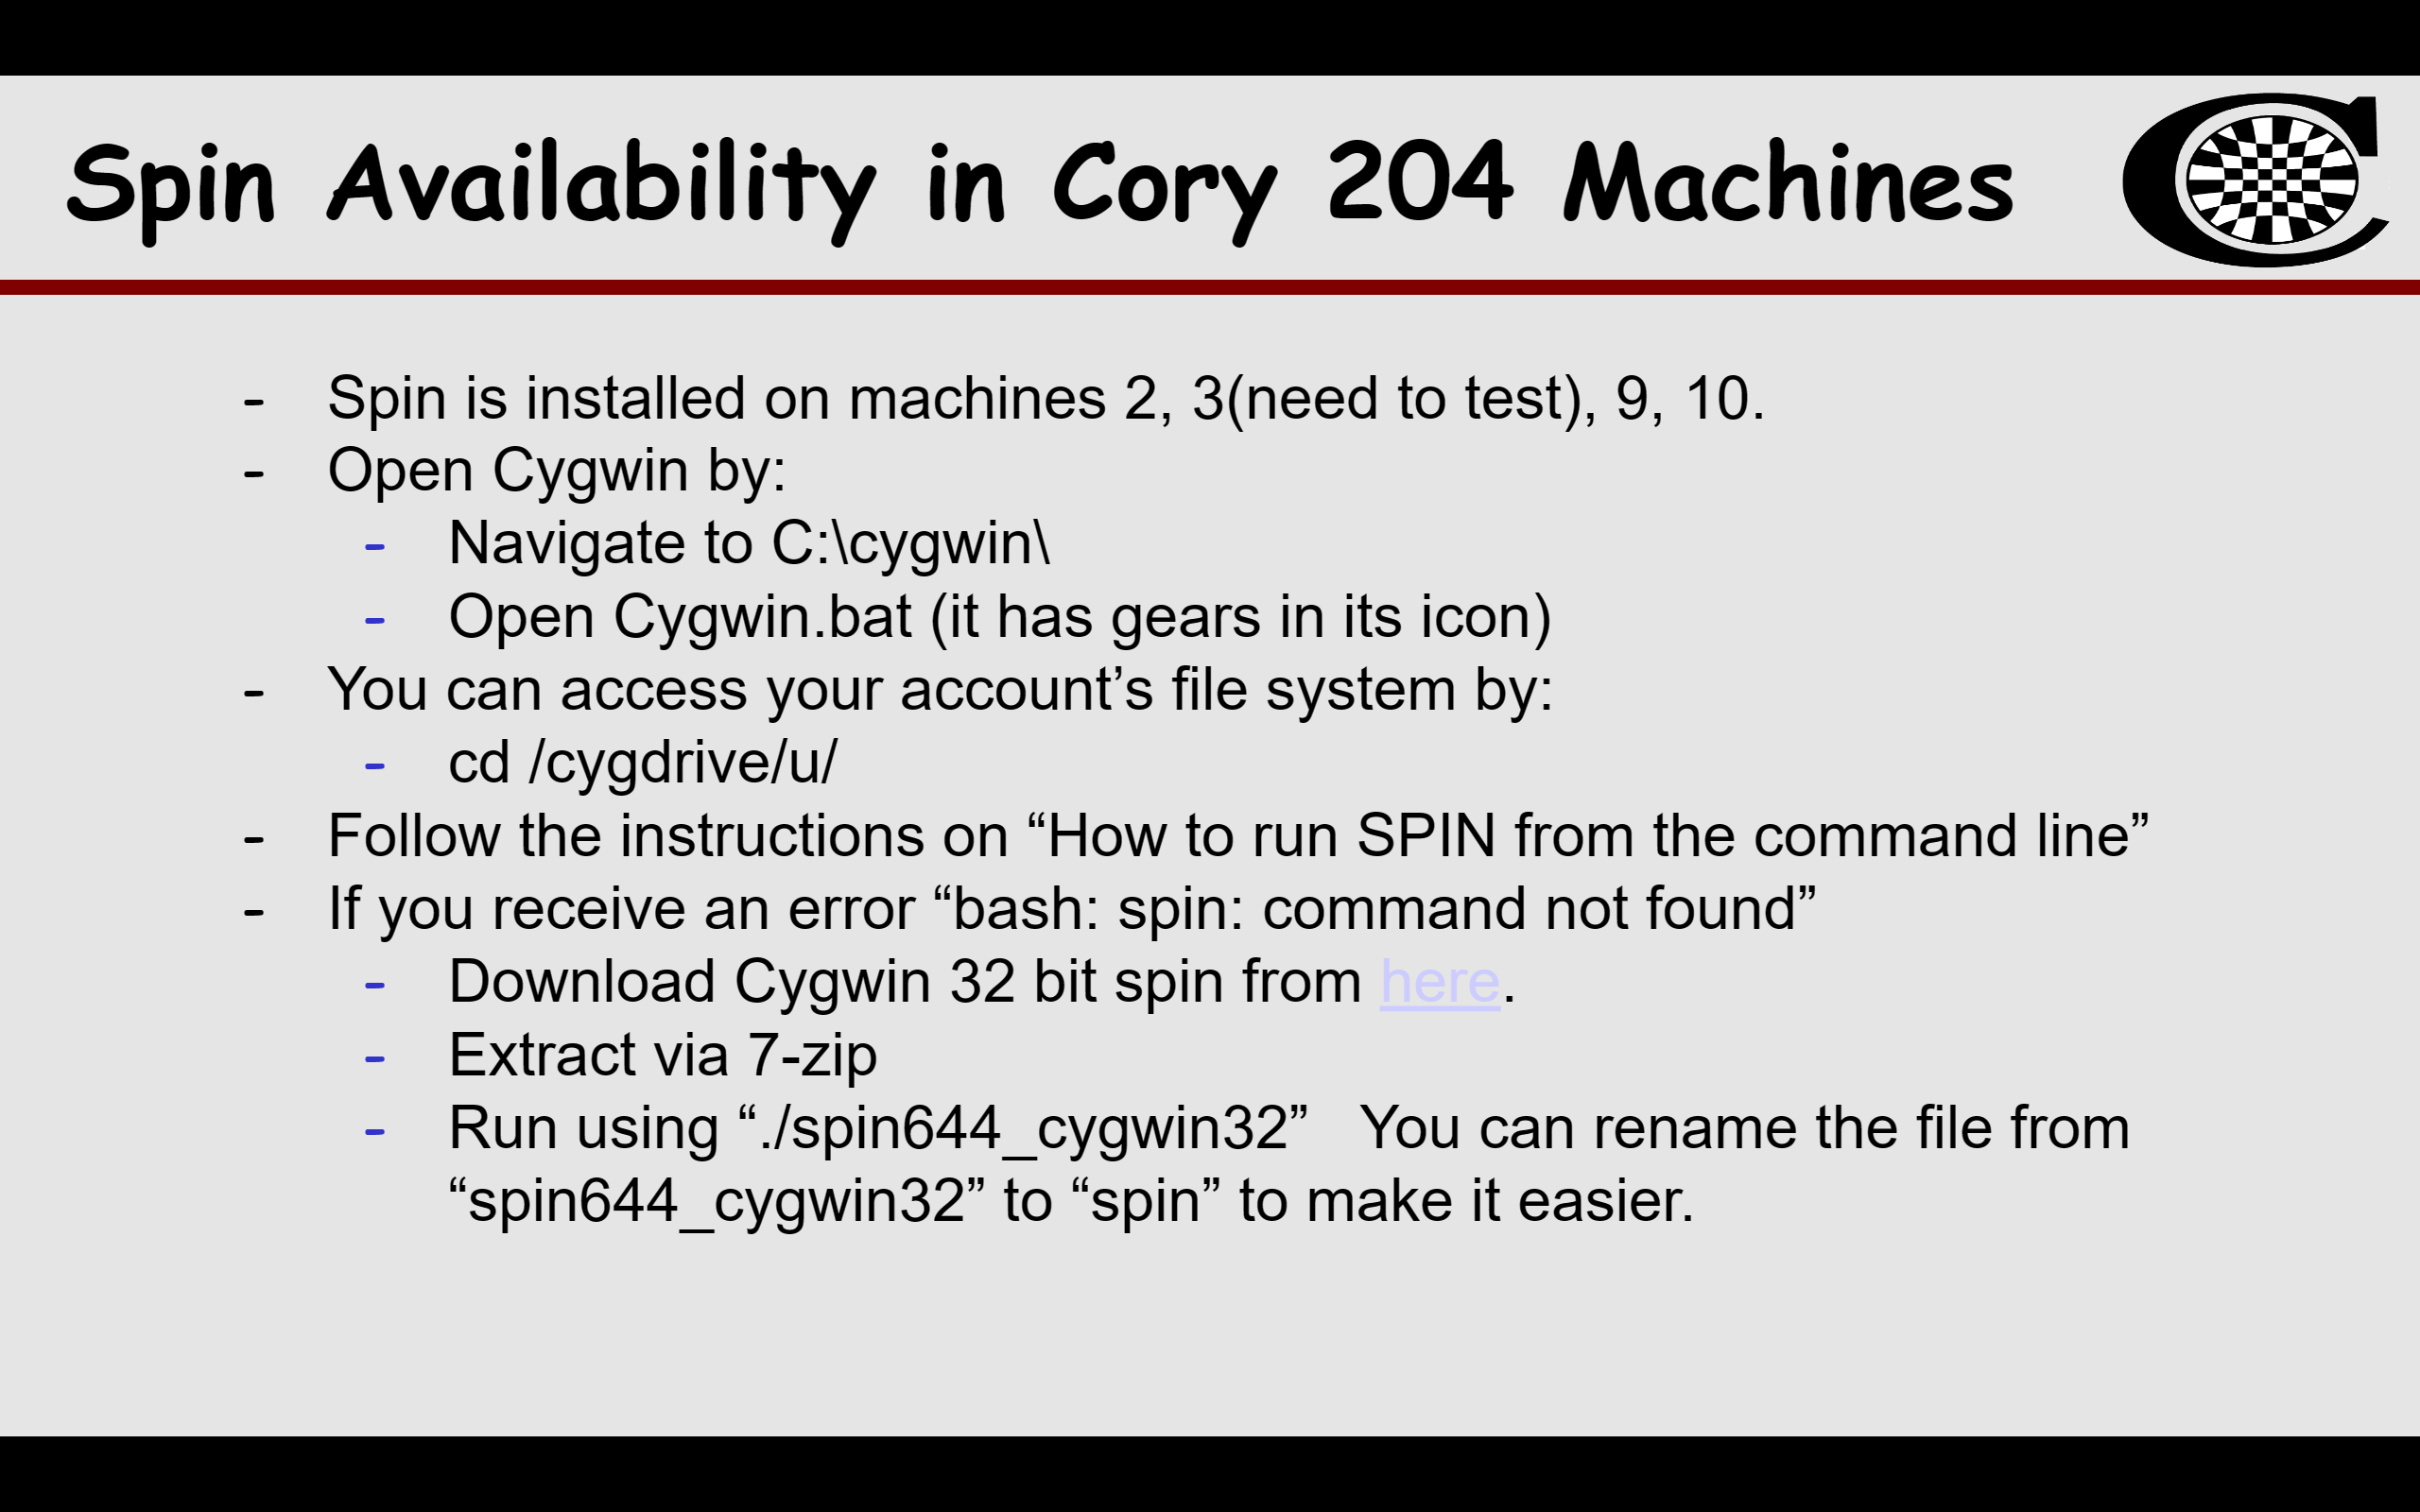 Spin Availability in Cory 204 Machines
- Spin is installed on machines 2, 3(need to test), 9, 10.
- Open Cygwin by:
- Navigate to C:\cygwin\
- Open Cygwin.bat (it has gears in its icon)
- You can access your account’s file system by:
- cd /cygdrive/u/
- Follow the instructions on “How to run SPIN from the command line”
- If you receive an error “bash: spin: command not found”
- Download Cygwin 32 bit spin from here.
- Extract via 7-zip
- Run using “./spin644_cygwin32”   You can rename the file from
“spin644_cygwin32” to “spin” to make it easier.